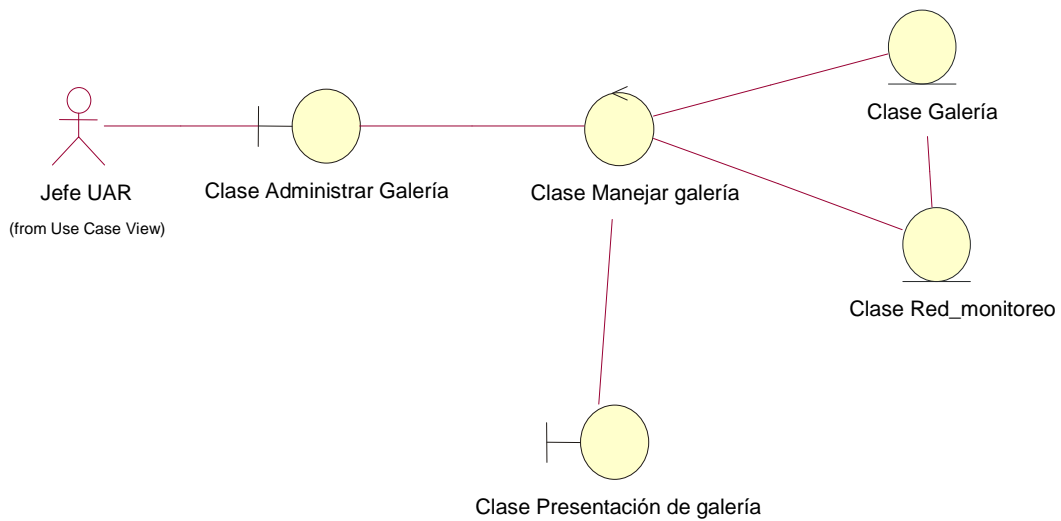 Clase Galería
Jefe UAR
(from Use Case View)
Clase Administrar Galería
Clase Manejar galería
Clase Red_monitoreo
Clase Presentación de galería